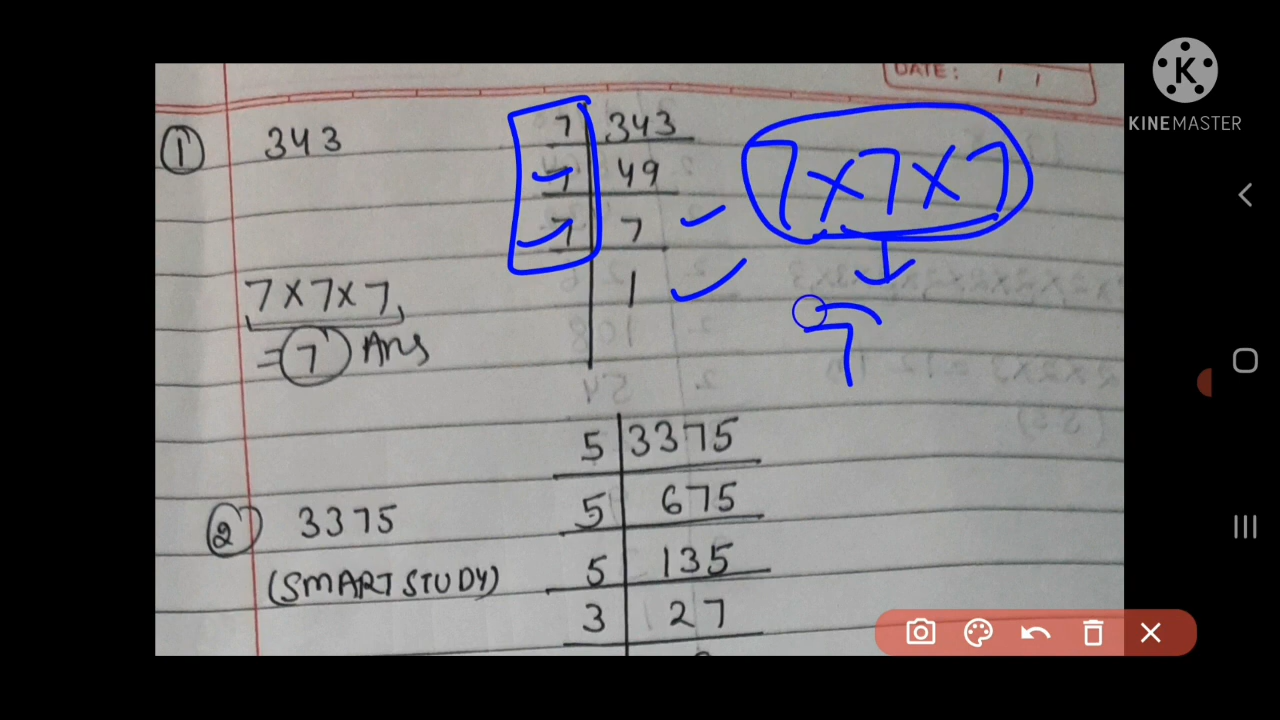 KINEMASTER
DATE:
① 343
7 | 343
7 | 49
7 | 7
1
7×7×7
7
7×7×7
=7 Ans
② 3375
(SMART STUDY)
5 | 3375
5 | 675
5 | 135
3 | 27